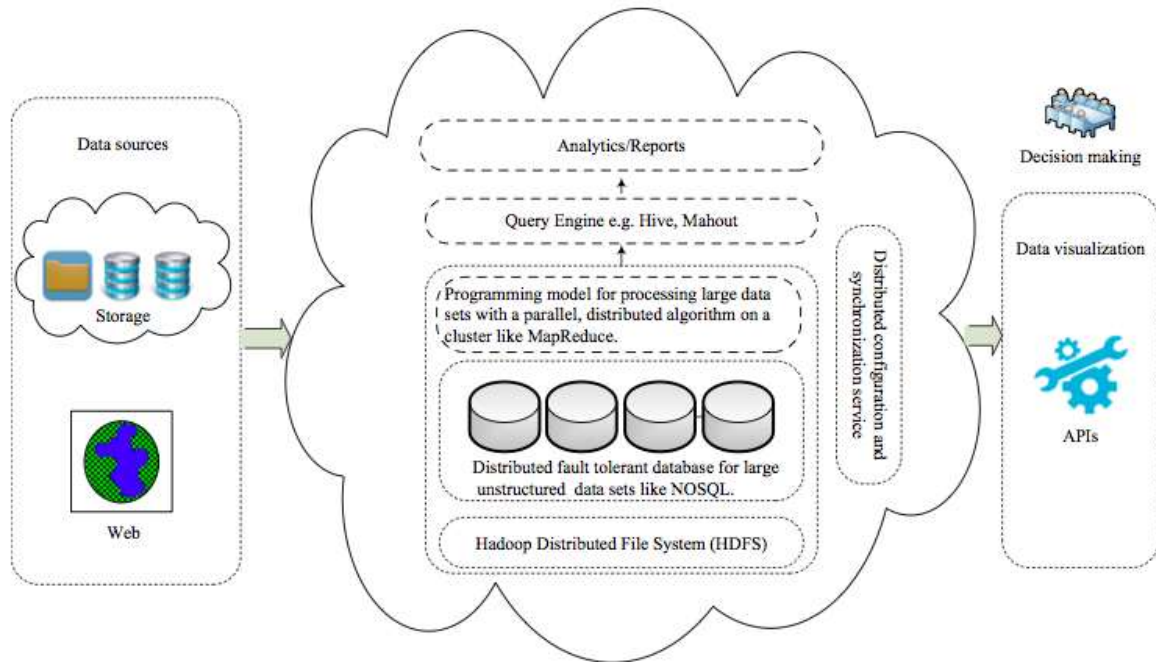 Data sources
Storage
Web
Analytics/Reports
Query Engine e.g. Hive, Mahout
Programming model for processing large data
sets with a parallel, distributed algorithm on a
cluster like MapReduce.
Distributed fault tolerant database for large
unstructured data sets like NOSQL.
Hadoop Distributed File System (HDFS)
Distributed configuration and
synchronization service
Decision making
Data visualization
APIs